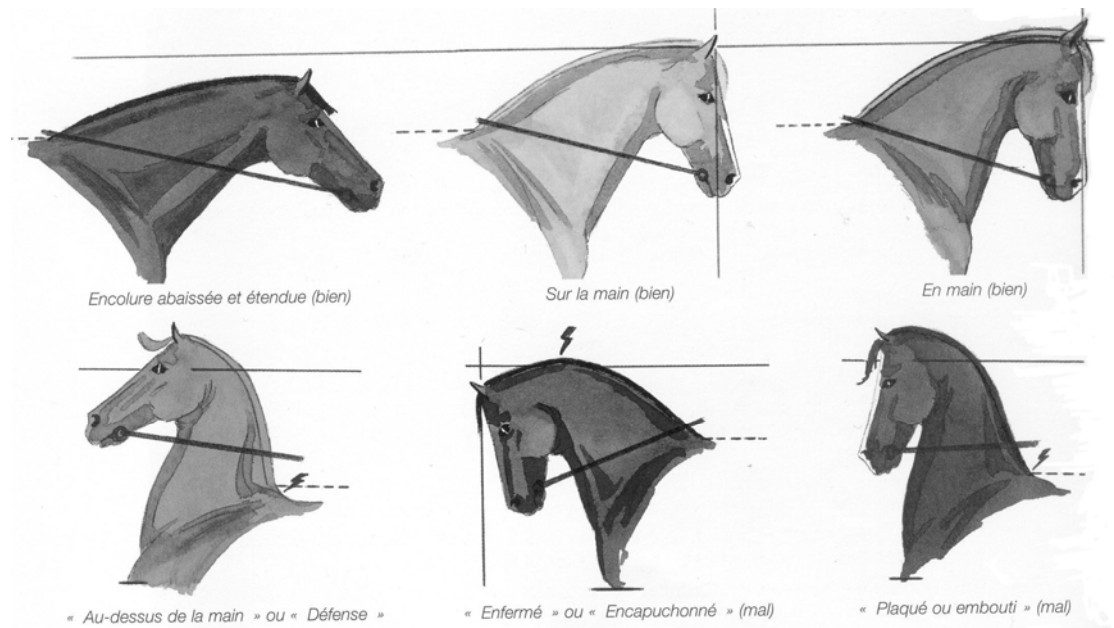 Encolure abaissée et étendue (bien)
Sur la main (bien)
En main (bien)
« Au-dessus de la main » ou « Défense »
« Enfermé » ou « Encapuchonné » (mal)
« Plaqué ou embouti » (mal)